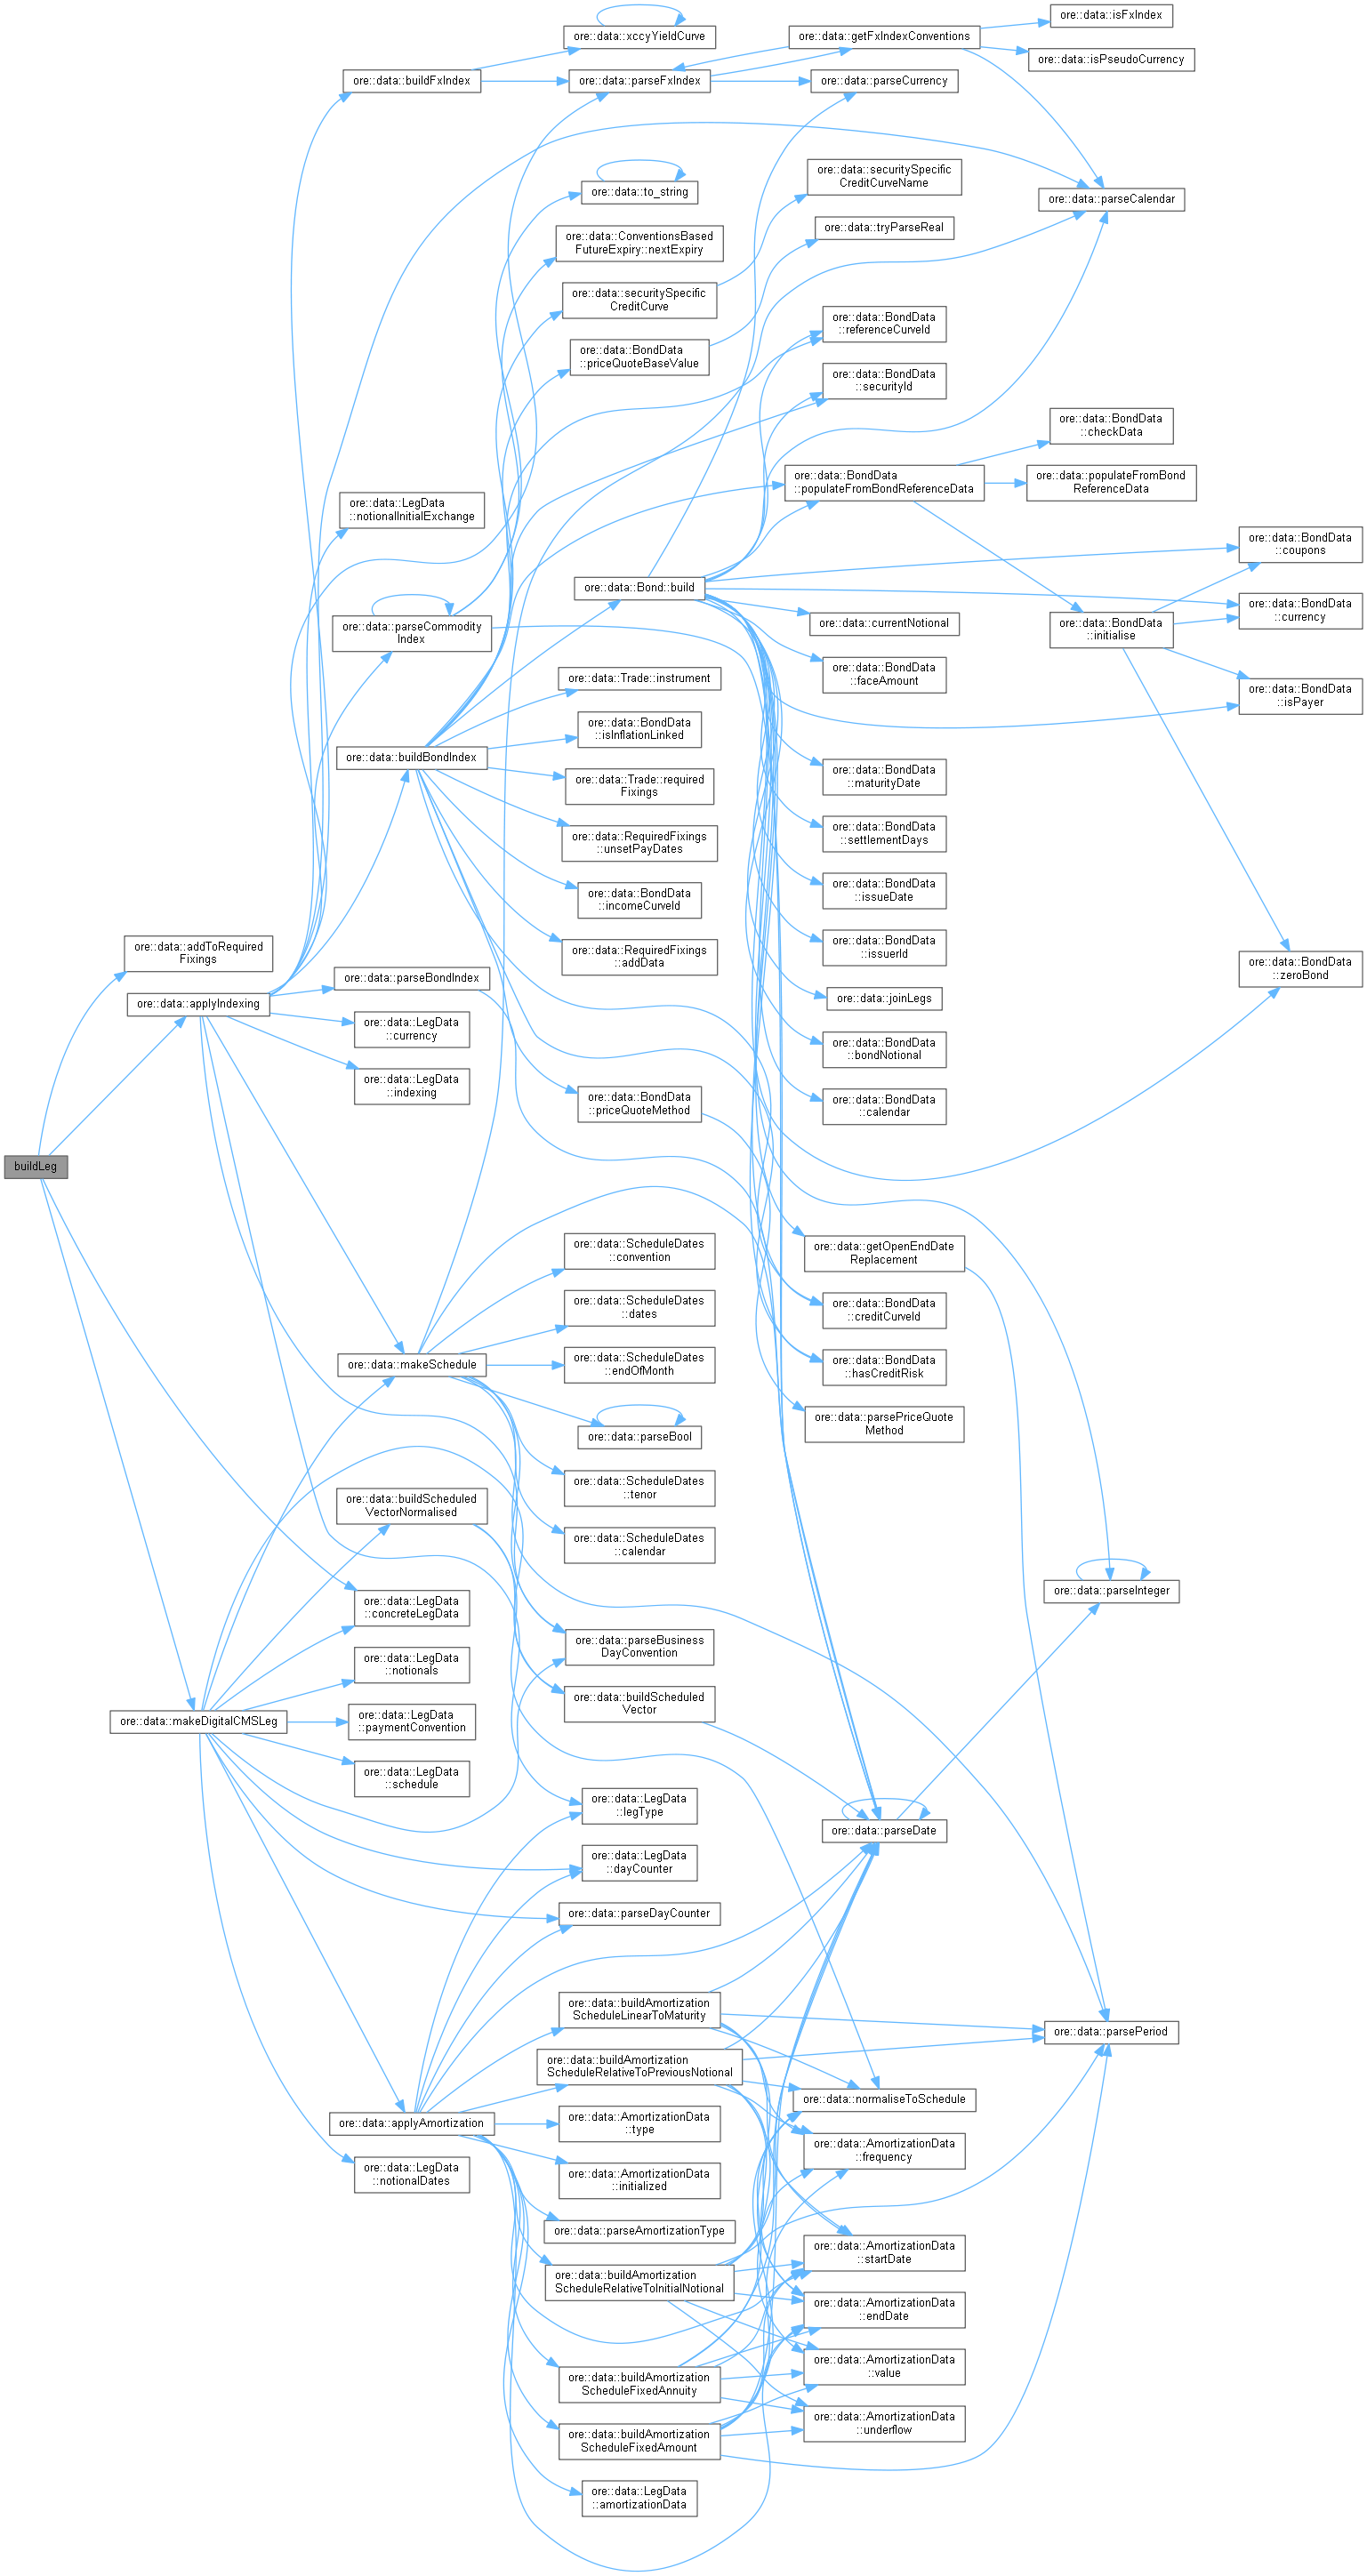 ore::data::isFxIndex
ore::data::xccyYieldCurve
ore::data::getFxIndexConventions
ore::data::isPseudoCurrency
ore::data::buildFxIndex
ore::data::parseFxIndex
ore::data::parseCurrency
ore::data::securitySpecific
CreditCurveName
ore::data::to_string
ore::data::parseCalendar
ore::data::tryParseReal
ore::data::ConventionsBased
FutureExpiry::nextExpiry
ore::data::securitySpecific
CreditCurve
ore::data::BondData
::referenceCurveId
ore::data::BondData
::priceQuoteBaseValue
ore::data::BondData
::securityId
ore::data::BondData
::checkData
ore::data::BondData
::populateFromBondReferenceData
ore::data::populateFromBond
ReferenceData
ore::data::LegData
::notionalInitialExchange
ore::data::BondData
::coupons
ore::data::Bond::build
ore::data::BondData
::currency
ore::data::currentNotional
ore::data::parseCommodity
Index
ore::data::BondData
::initialise
ore::data::BondData
::faceAmount
ore::data::Trade::instrument
ore::data::BondData
::isPayer
ore::data::BondData
::isInflationLinked
ore::data::buildBondIndex
ore::data::BondData
::maturityDate
ore::data::Trade::required
Fixings
ore::data::BondData
::settlementDays
ore::data::RequiredFixings
::unsetPayDates
ore::data::BondData
::issueDate
ore::data::BondData
::incomeCurveId
ore::data::BondData
::issuerId
ore::data::addToRequired
Fixings
ore::data::RequiredFixings
::addData
ore::data::BondData
::zeroBond
ore::data::parseBondIndex
ore::data::joinLegs
ore::data::applyIndexing
ore::data::LegData
::currency
ore::data::BondData
::bondNotional
ore::data::LegData
::indexing
ore::data::BondData
::priceQuoteMethod
ore::data::BondData
::calendar
buildLeg
ore::data::ScheduleDates
::convention
ore::data::getOpenEndDate
Replacement
ore::data::ScheduleDates
::dates
ore::data::BondData
::creditCurveId
ore::data::makeSchedule
ore::data::ScheduleDates
::endOfMonth
ore::data::BondData
::hasCreditRisk
ore::data::parseBool
ore::data::parsePriceQuote
Method
ore::data::ScheduleDates
::tenor
ore::data::buildScheduled
VectorNormalised
ore::data::ScheduleDates
::calendar
ore::data::parseInteger
ore::data::LegData
::concreteLegData
ore::data::parseBusiness
DayConvention
ore::data::LegData
::notionals
ore::data::buildScheduled
Vector
ore::data::makeDigitalCMSLeg
ore::data::LegData
::paymentConvention
ore::data::LegData
::schedule
ore::data::LegData
::legType
ore::data::parseDate
ore::data::LegData
::dayCounter
ore::data::parseDayCounter
ore::data::buildAmortization
ScheduleLinearToMaturity
ore::data::parsePeriod
ore::data::buildAmortization
ScheduleRelativeToPreviousNotional
ore::data::normaliseToSchedule
ore::data::applyAmortization
ore::data::AmortizationData
::type
ore::data::AmortizationData
::frequency
ore::data::LegData
::notionalDates
ore::data::AmortizationData
::initialized
ore::data::parseAmortizationType
ore::data::AmortizationData
::startDate
ore::data::buildAmortization
ScheduleRelativeToInitialNotional
ore::data::AmortizationData
::endDate
ore::data::buildAmortization
ScheduleFixedAnnuity
ore::data::AmortizationData
::value
ore::data::buildAmortization
ScheduleFixedAmount
ore::data::AmortizationData
::underflow
ore::data::LegData
::amortizationData